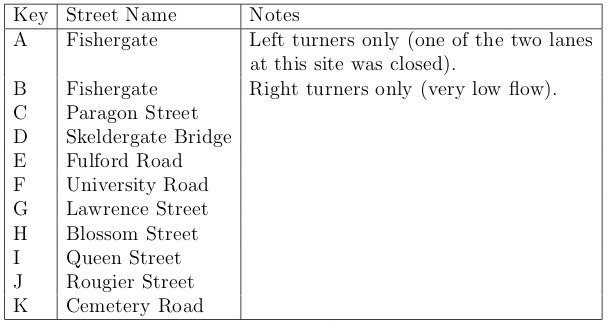 Key Street Name Notes
A Fishergate Left turners only (one of the two lanes
at this site was closed).
B Fishergate Right turners only (very low flow).
C Paragon Street
D Skeldergate Bridge
E Fulford Road
F University Road
G Lawrence Street
H Blossom Street
I Queen Street
J Rougier Street
K Cemetery Road